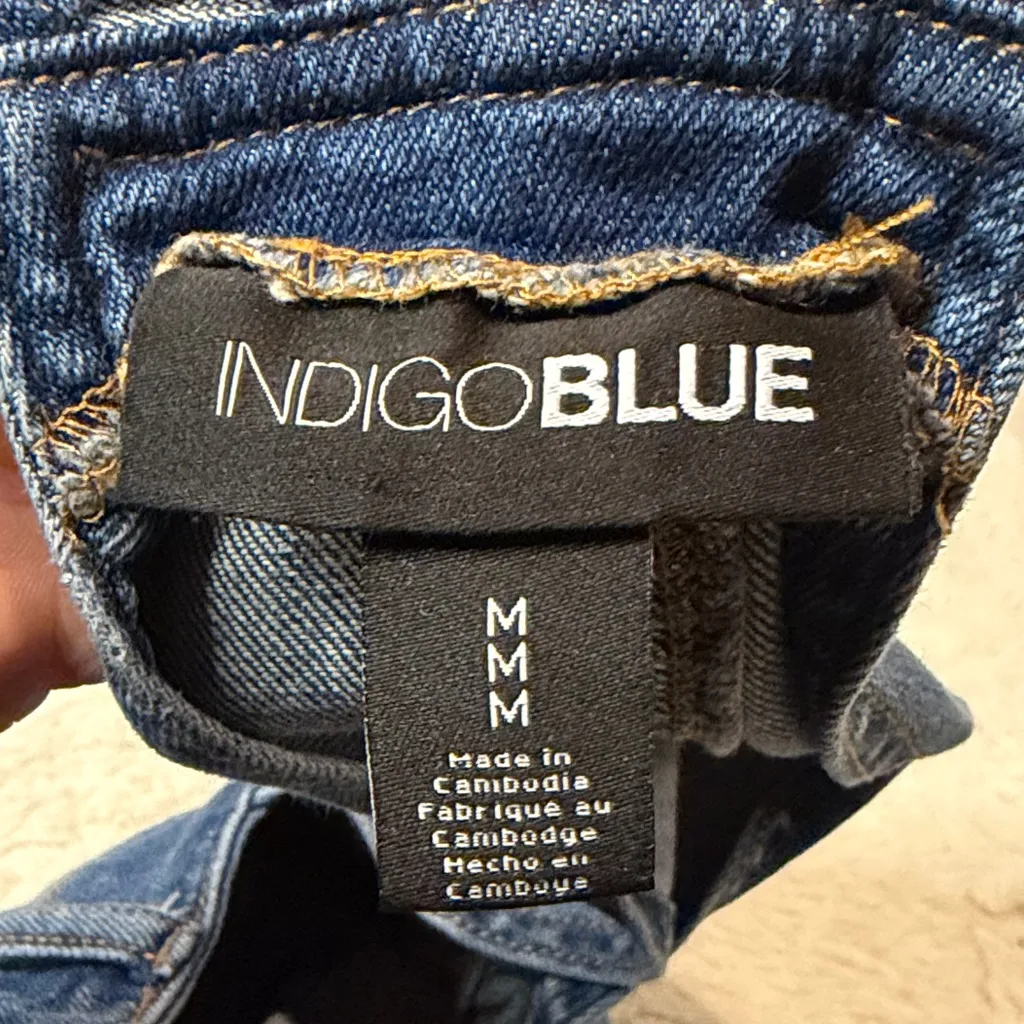 INDIGOBLUE
M
M
M
Made in
Cambodia
Fabriqué au
Cambodge
Hecho en
Camboya